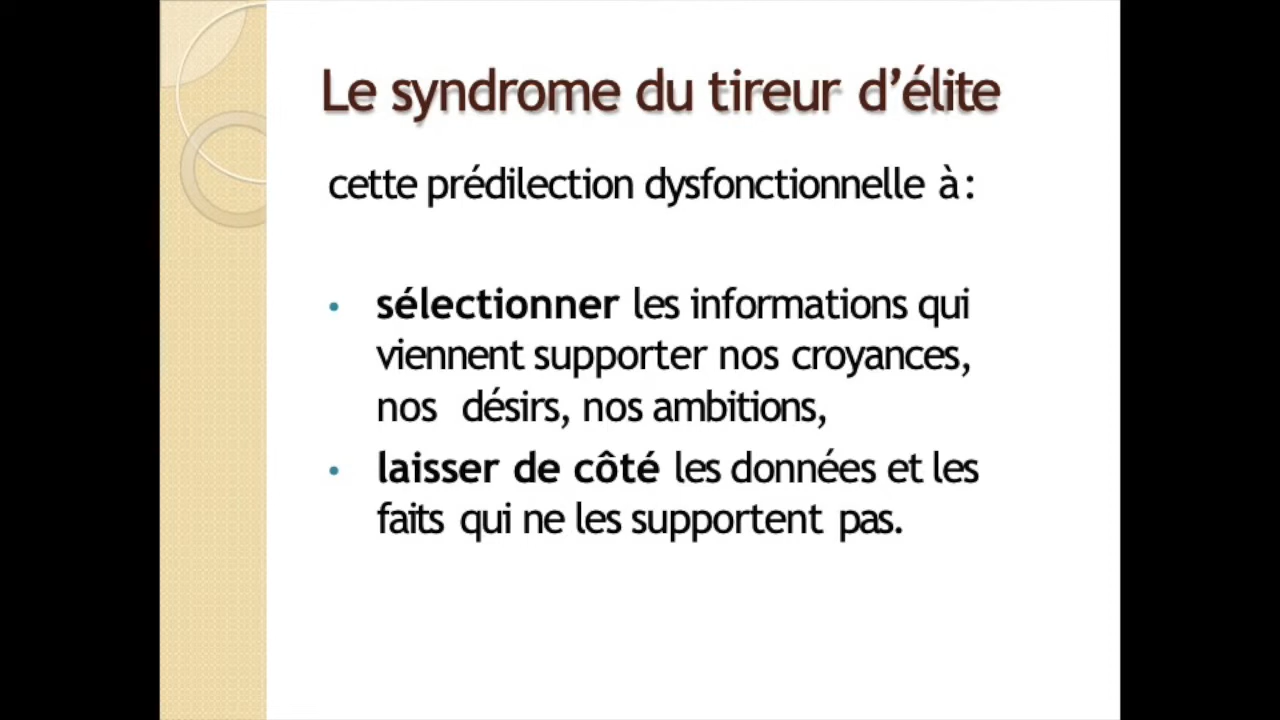 Le syndrome du tireur d’élite
cette prédilection dysfonctionnelle à:
• sélectionner les informations qui
viennent supporter nos croyances,
nos désirs, nos ambitions,
• laisser de côté les données et les
faits qui ne les supportent pas.